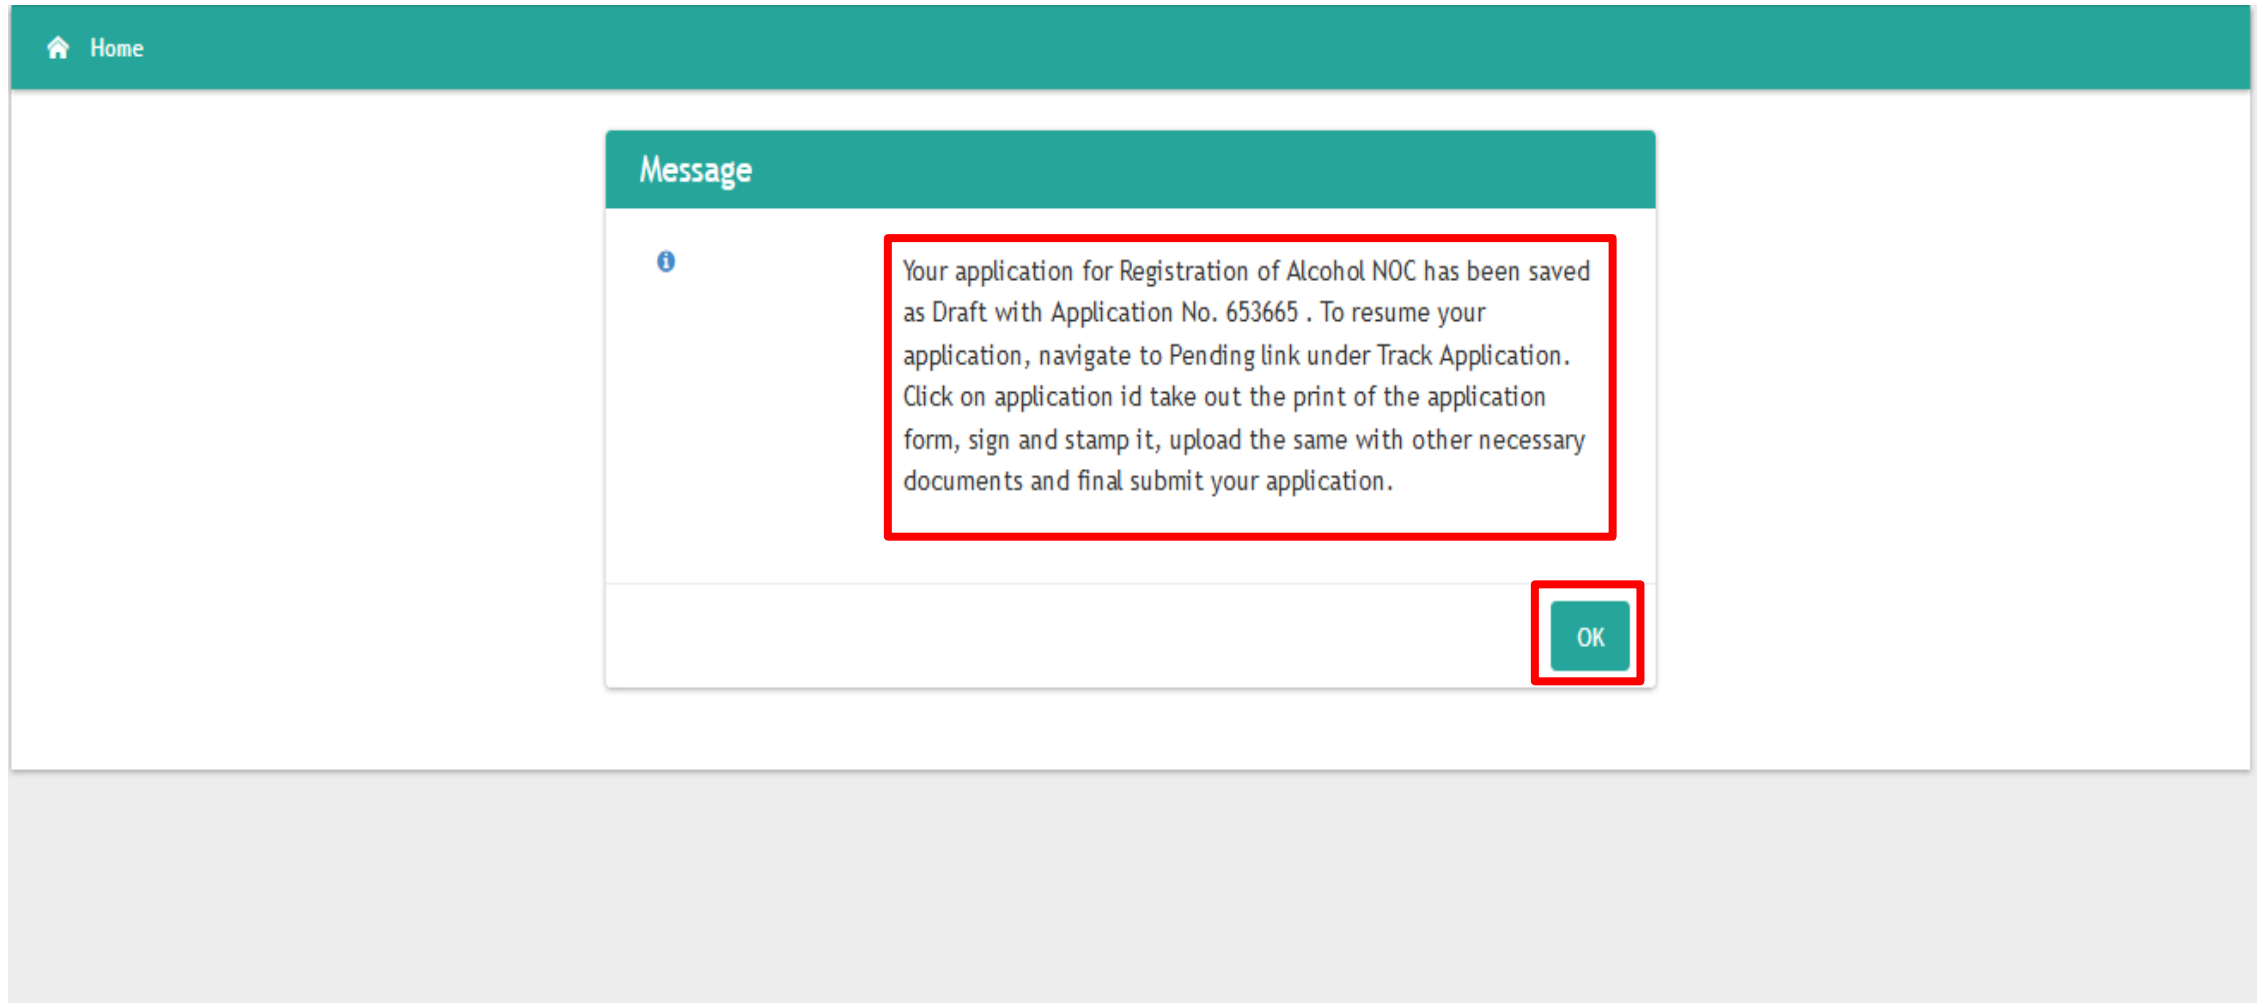 Home
Message
Your application for Registration of Alcohol NOC has been saved
as Draft with Application No. 653665 . To resume your
application, navigate to Pending link under Track Application.
Click on application id take out the print of the application
form, sign and stamp it, upload the same with other necessary
documents and final submit your application.
OK